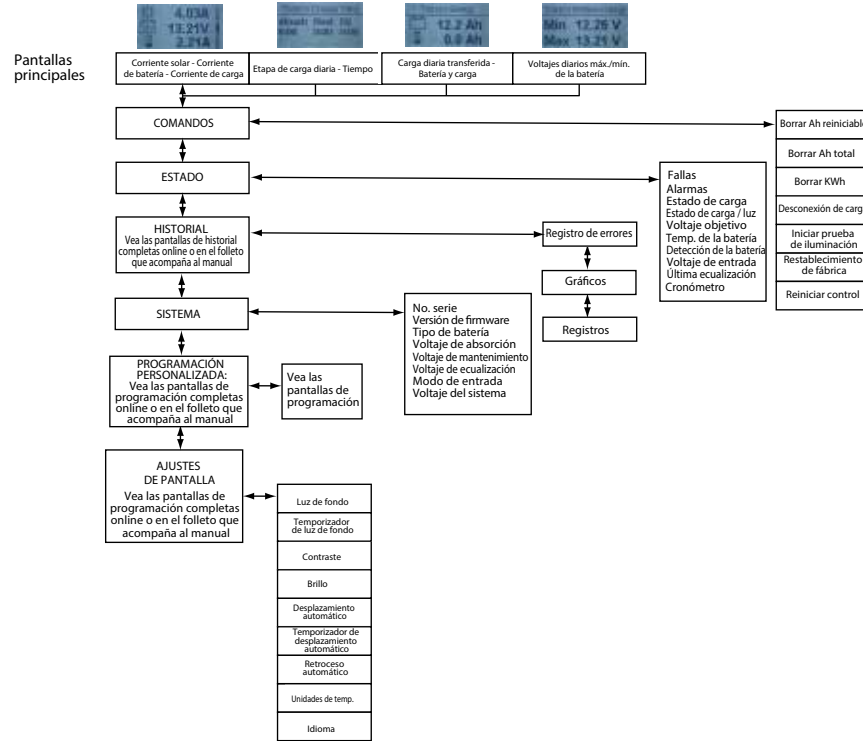 4.03A
13.21V
2.21A
12.2 Ah
0.8 Ah
Min 12.26 V
Max 13.21 V
Pantallas
principales
Corriente solar - Corriente
de batería - Corriente de carga
Etapa de carga diaria - Tiempo
Carga diaria transferida -
Batería y carga
Voltajes diarios máx./mín.
de la batería
COMANDOS
Borrar Ah reiniciable
Borrar Ah total
Borrar KWh
Desconexión de carg
Iniciar prueba
de iluminación
Restablecimiento
de fábrica
Reiniciar control
ESTADO
Fallas
Alarmas
Estado de carga
Estado de carga / luz
Voltaje objetivo
Temp. de la batería
Detección de la batería
Voltaje de entrada
Última ecualización
Cronómetro
HISTORIAL
Vea las pantallas de historial
completas online o en el folleto
que acompaña al manual
Registro de errores
Gráficos
Registros
SISTEMA
No. serie
Versión de firmware
Tipo de batería
Voltaje de absorción
Voltaje de mantenimiento
Voltaje de ecualización
Modo de entrada
Voltaje del sistema
PROGRAMACIÓN
PERSONALIZADA:
Vea las pantallas de
programación completas
online o en el folleto que
acompaña al manual
Vea las
pantallas de
programación
AJUSTES
DE PANTALLA
Vea las pantallas de
programación completas
online o en el folleto que
acompaña al manual
Luz de fondo
Temporizador
de luz de fondo
Contraste
Brillo
Desplazamiento
automático
Temporizador de
desplazamiento
automático
Retroceso
automático
Unidades de temp.
Idioma